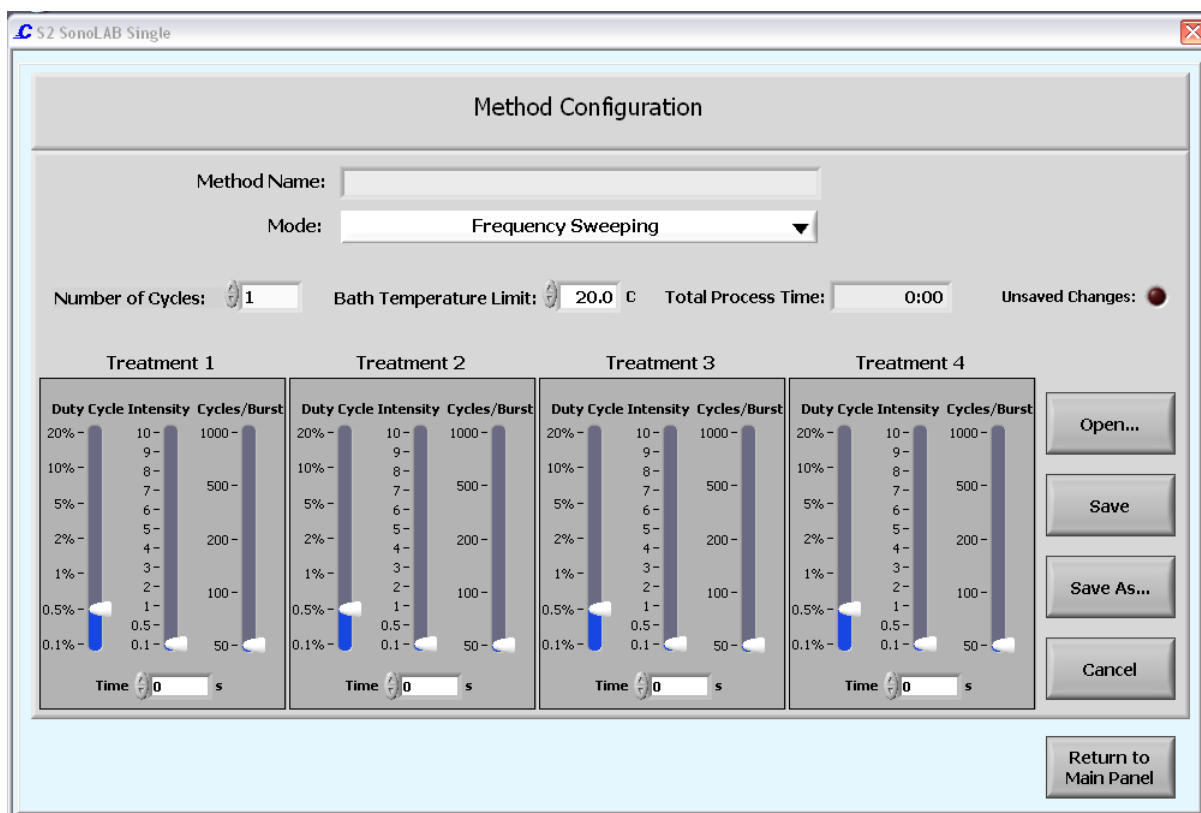 S2 SonoLAB Single
Method Configuration
Method Name:
Mode: Frequency Sweeping
Number of Cycles: 1 Bath Temperature Limit: 20.0 C Total Process Time: 0:00 Unsaved Changes:
Treatment 1 Treatment 2 Treatment 3 Treatment 4
Duty Cycle Intensity Cycles/Burst Duty Cycle Intensity Cycles/Burst Duty Cycle Intensity Cycles/Burst Duty Cycle Intensity Cycles/Burst
20% 10 1000 20% 10 1000 20% 10 1000 20% 10 1000
9 9 9 9
10% 8 10% 8 10% 8 10% 8
7 500 7 500 7 500 7 500
5% 6 5% 6 5% 6 5% 6
5 5 5 5
2% 4 200 2% 4 200 2% 4 200 2% 4 200
1% 3 1% 3 1% 3 1% 3
2 100 2 100 2 100 2 100
0.5% 1 0.5% 1 0.5% 1 0.5% 1
0.5 0.5 0.5 0.5
0.1% 0.1 50 0.1% 0.1 50 0.1% 0.1 50 0.1% 0.1 50
Time 0 s Time 0 s Time 0 s Time 0 s
Open...
Save
Save As...
Cancel
Return to
Main Panel